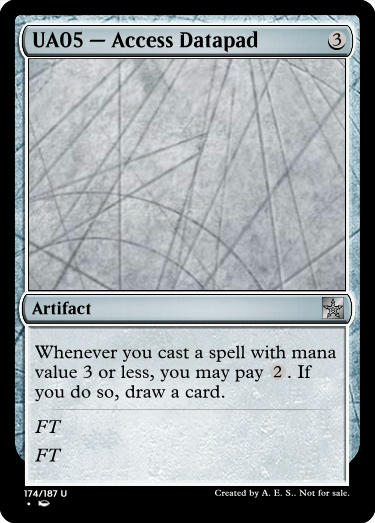 UA05 — Access Datapad 3
Artifact
Whenever you cast a spell with mana
value 3 or less, you may pay 2 . If
you do so, draw a card.
FT
FT
174/187 U
Created by A. E. S.. Not for sale.